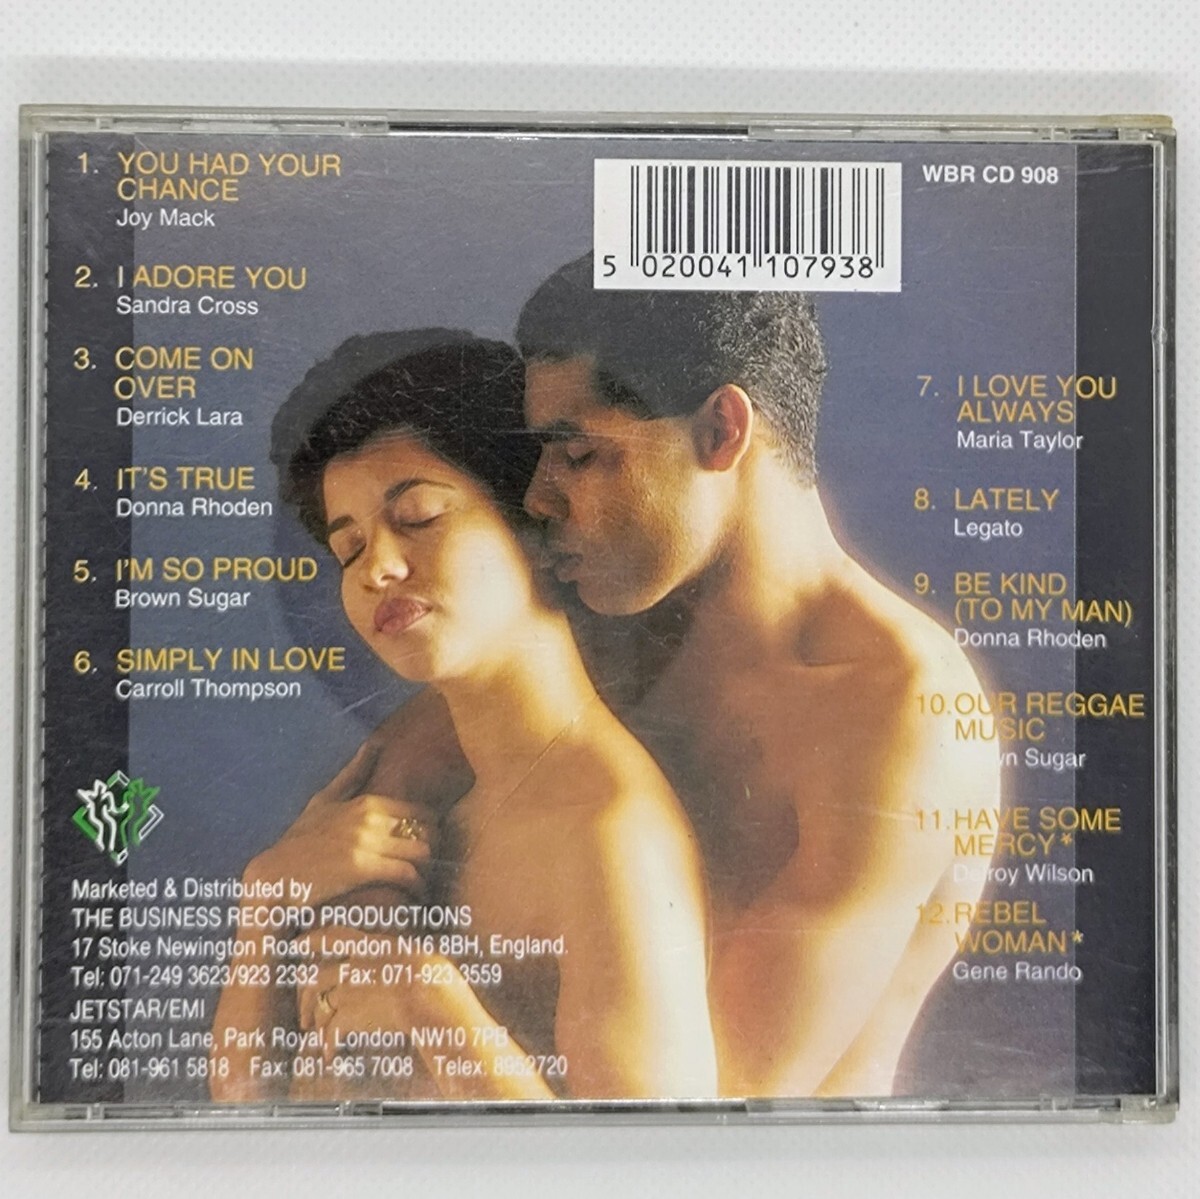 1. YOU HAD YOUR
CHANCE
Joy Mack
2. I ADORE YOU
Sandra Cross
3. COME ON
OVER
Derrick Lara
4. IT'S TRUE
Donna Rhoden
5. I'M SO PROUD
Brown Sugar
6. SIMPLY IN LOVE
Carroll Thompson
Marketed & Distributed by
THE BUSINESS RECORD PRODUCTIONS
17 Stoke Newington Road, London N16 8BH, England.
Tel: 071-249 3623/923 2332 Fax: 071-923 3559
JETSTAR/EMI
155 Acton Lane, Park Royal, London NW10 7PB
Tel: 081-961 5818 Fax: 081-965 7008 Telex: 8952720
5 020041 107938
WBR CD 908
7. I LOVE YOU
ALWAYS
Maria Taylor
8. LATELY
Legato
9. BE KIND
(TO MY MAN)
Donna Rhoden
10. OUR REGGAE
MUSIC
Brown Sugar
11. HAVE SOME
MERCY*
Delroy Wilson
12. REBEL
WOMAN*
Gene Rando